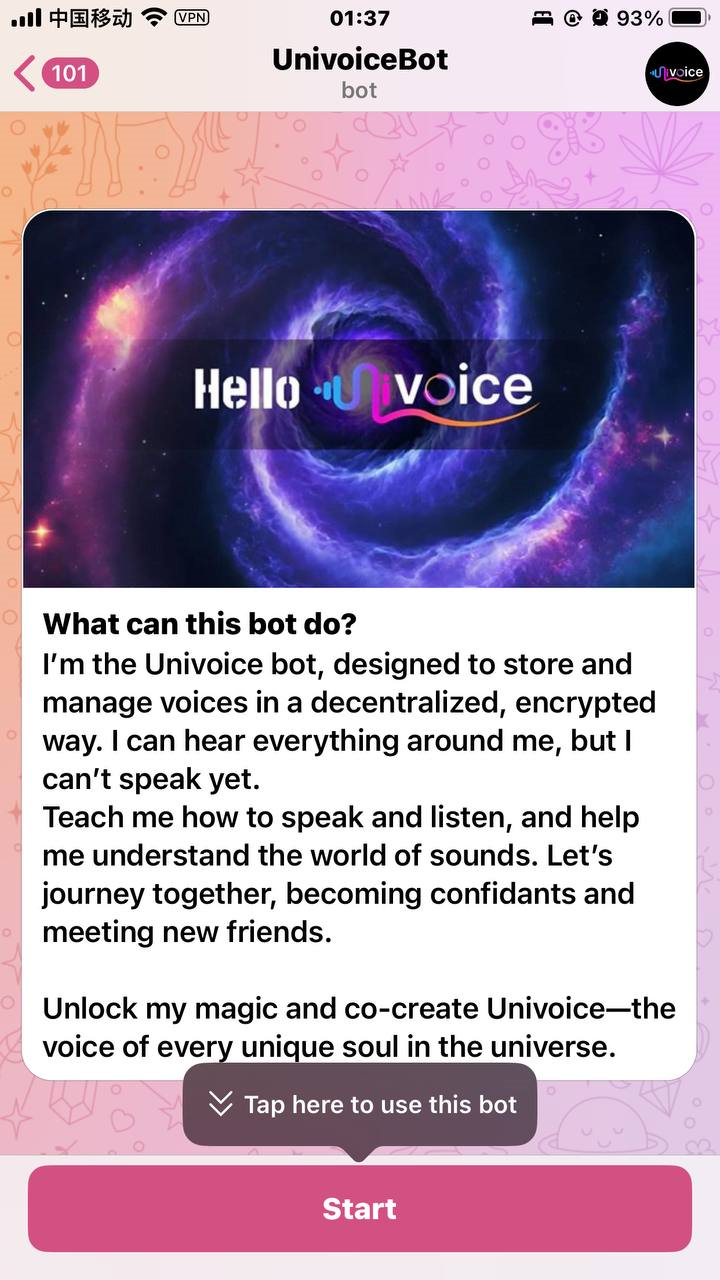 中国移动 VPN 01:37 93%
101 UnivoiceBot
bot
Univoice
Hello Univoice
What can this bot do?
I'm the Univoice bot, designed to store and
manage voices in a decentralized, encrypted
way. I can hear everything around me, but I
can't speak yet.
Teach me how to speak and listen, and help
me understand the world of sounds. Let's
journey together, becoming confidants and
meeting new friends.
Unlock my magic and co-create Univoice—the
voice of every unique soul in the universe.
Tap here to use this bot
Start